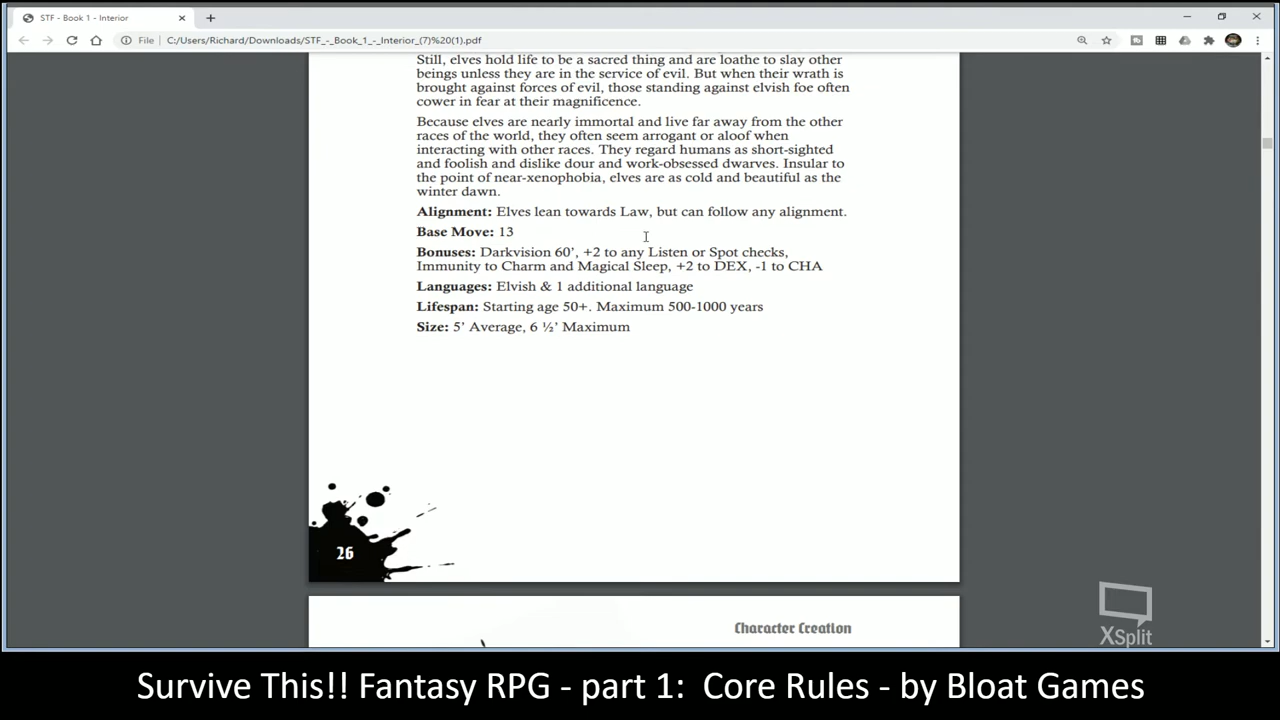 STF - Book 1 - Interior
File
C:/Users/Richard/Downloads/STF_-_Book_1_-_Interior_(7)%20(1).pdf
Still, elves hold life to be a sacred thing and are loathe to slay other
beings unless they are in the service of evil. But when their wrath is
brought against forces of evil, those standing against elvish foe often
cower in fear at their magnificence.
Because elves are nearly immortal and live far away from the other
races of the world, they often seem arrogant or aloof when
interacting with other races. They regard humans as short-sighted
and foolish and dislike dour and work-obsessed dwarves. Insular to
the point of near-xenophobia, elves are as cold and beautiful as the
winter dawn.
Alignment: Elves lean towards Law, but can follow any alignment.
Base Move: 13
Bonuses: Darkvision 60’, +2 to any Listen or Spot checks,
Immunity to Charm and Magical Sleep, +2 to DEX, -1 to CHA
Languages: Elvish & 1 additional language
Lifespan: Starting age 50+. Maximum 500-1000 years
Size: 5’ Average, 6 ½’ Maximum
26
Character Creation
XSplit
Survive This!! Fantasy RPG - part 1: Core Rules - by Bloat Games